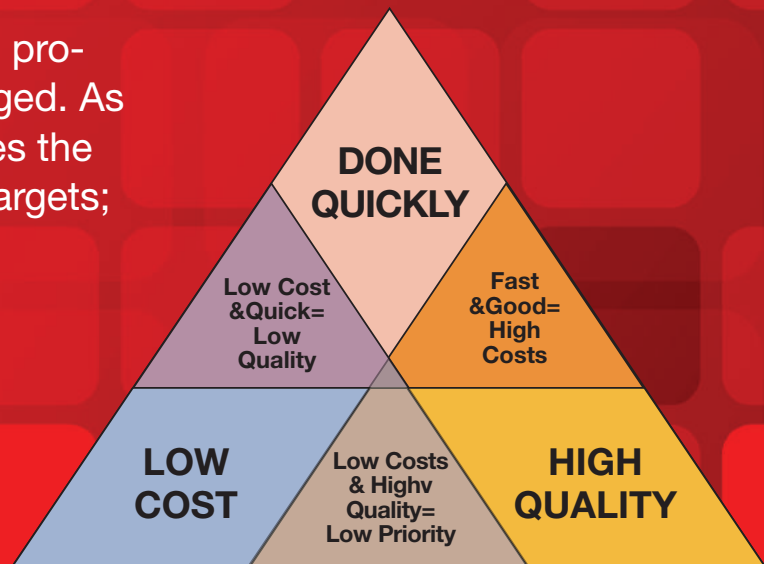 pro-
ged. As
es the
argets;
DONE
QUICKLY
Low Cost
&Quick=
Low
Quality
Fast
&Good=
High
Costs
LOW
COST
Low Costs
& Highv
Quality=
Low Priority
HIGH
QUALITY